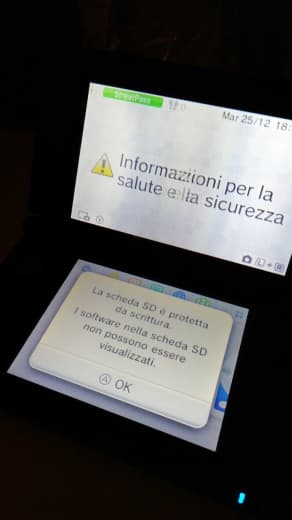 StreetPass
Mar 25/12 18:
Informazioni per la
salute e la sicurezza
La scheda SD è protetta
da scrittura.
I software nella scheda SD
non possono essere
visualizzati.
Ⓐ OK